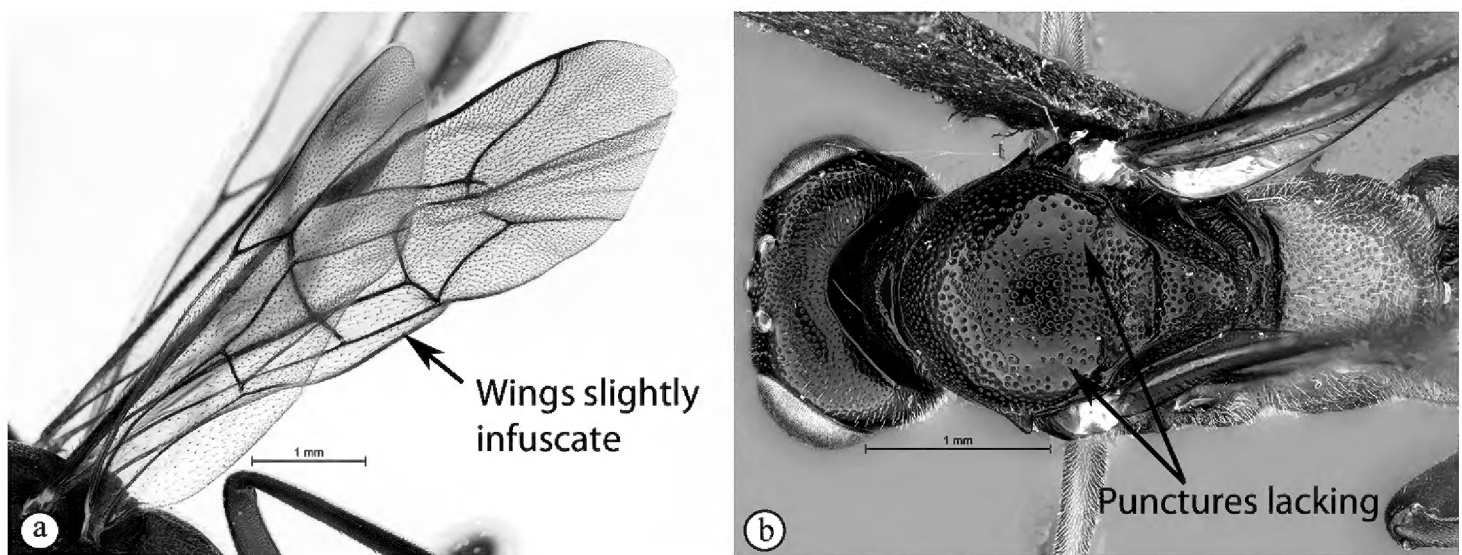 Wings slightly
infuscate
1 mm
a
1 mm
Punctures lacking
b